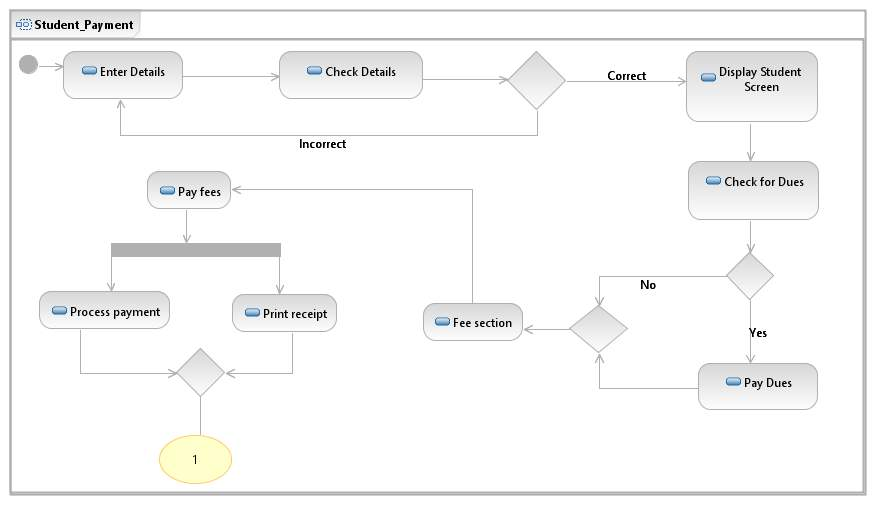 Student_Payment
Enter Details
Check Details
Correct
Display Student
Screen
Incorrect
Pay fees
Check for Dues
No
Process payment
Print receipt
Fee section
Yes
Pay Dues
1